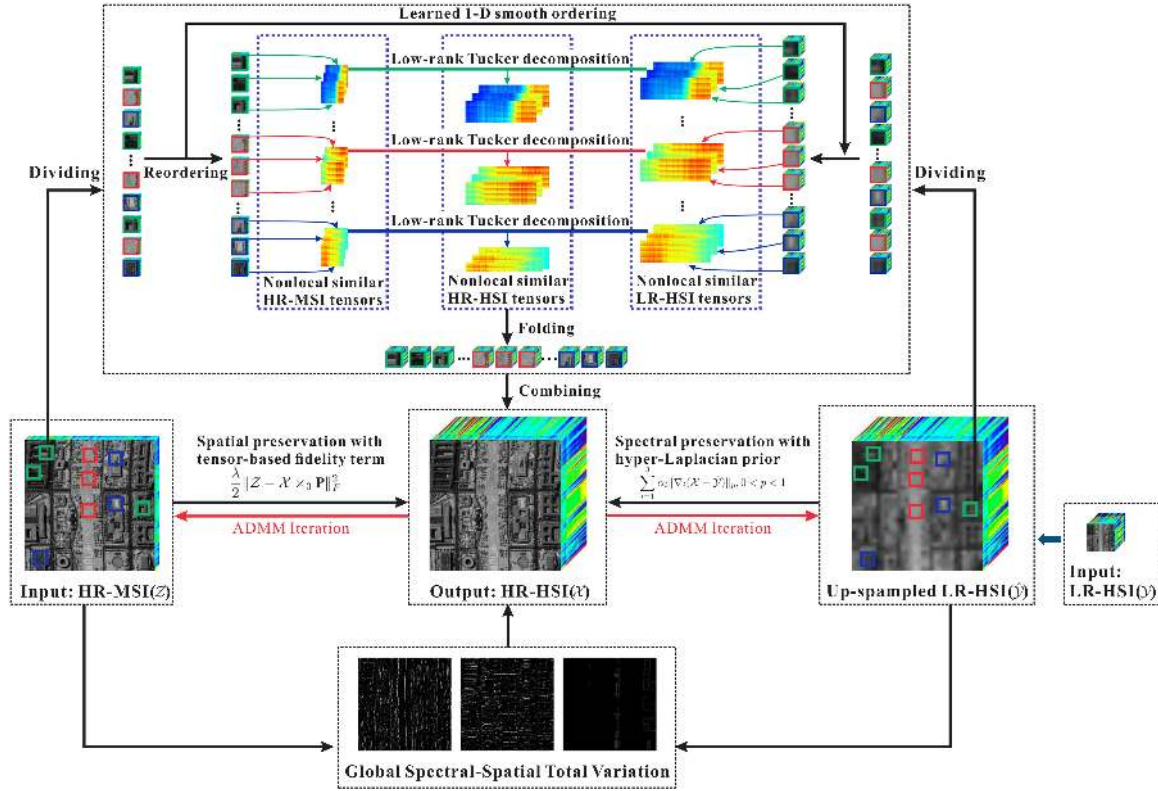 Learned 1-D smooth ordering
Low-rank Tucker decomposition
Low-rank Tucker decomposition
Low-rank Tucker decomposition
Dividing
Reordering
Dividing
Nonlocal similar
HR-MSI tensors
Nonlocal similar
HR-HSI tensors
Nonlocal similar
LR-HSI tensors
Folding
Combining
Spatial preservation with
tensor-based fidelity term
ADMM Iteration
Spectral preservation with
hyper-Laplacian prior
ADMM Iteration
Input: HR-MSI(Z)
Output: HR-HSI(X)
Up-spampled LR-HSI(Ŷ)
Input:
LR-HSI(Y)
Global Spectral-Spatial Total Variation